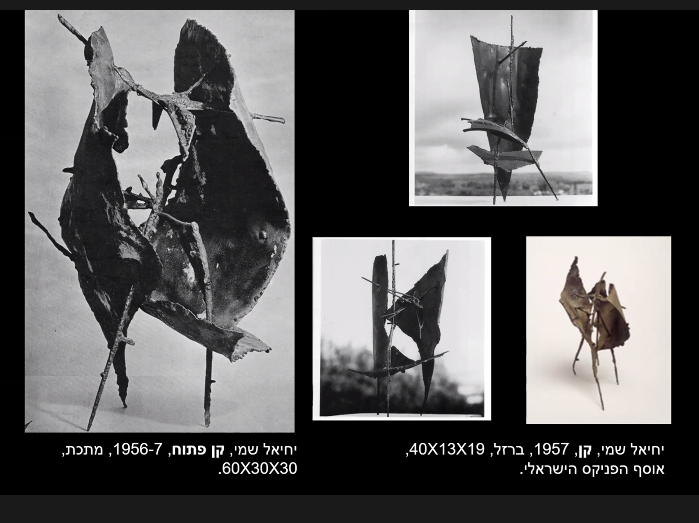 יחיאל שמי, קן, 1957, ברזל, 40X13X19,
אוסף הפניקס הישראלי.
יחיאל שמי, קן פתוח, 1956-7, מתכת,
60X30X30.